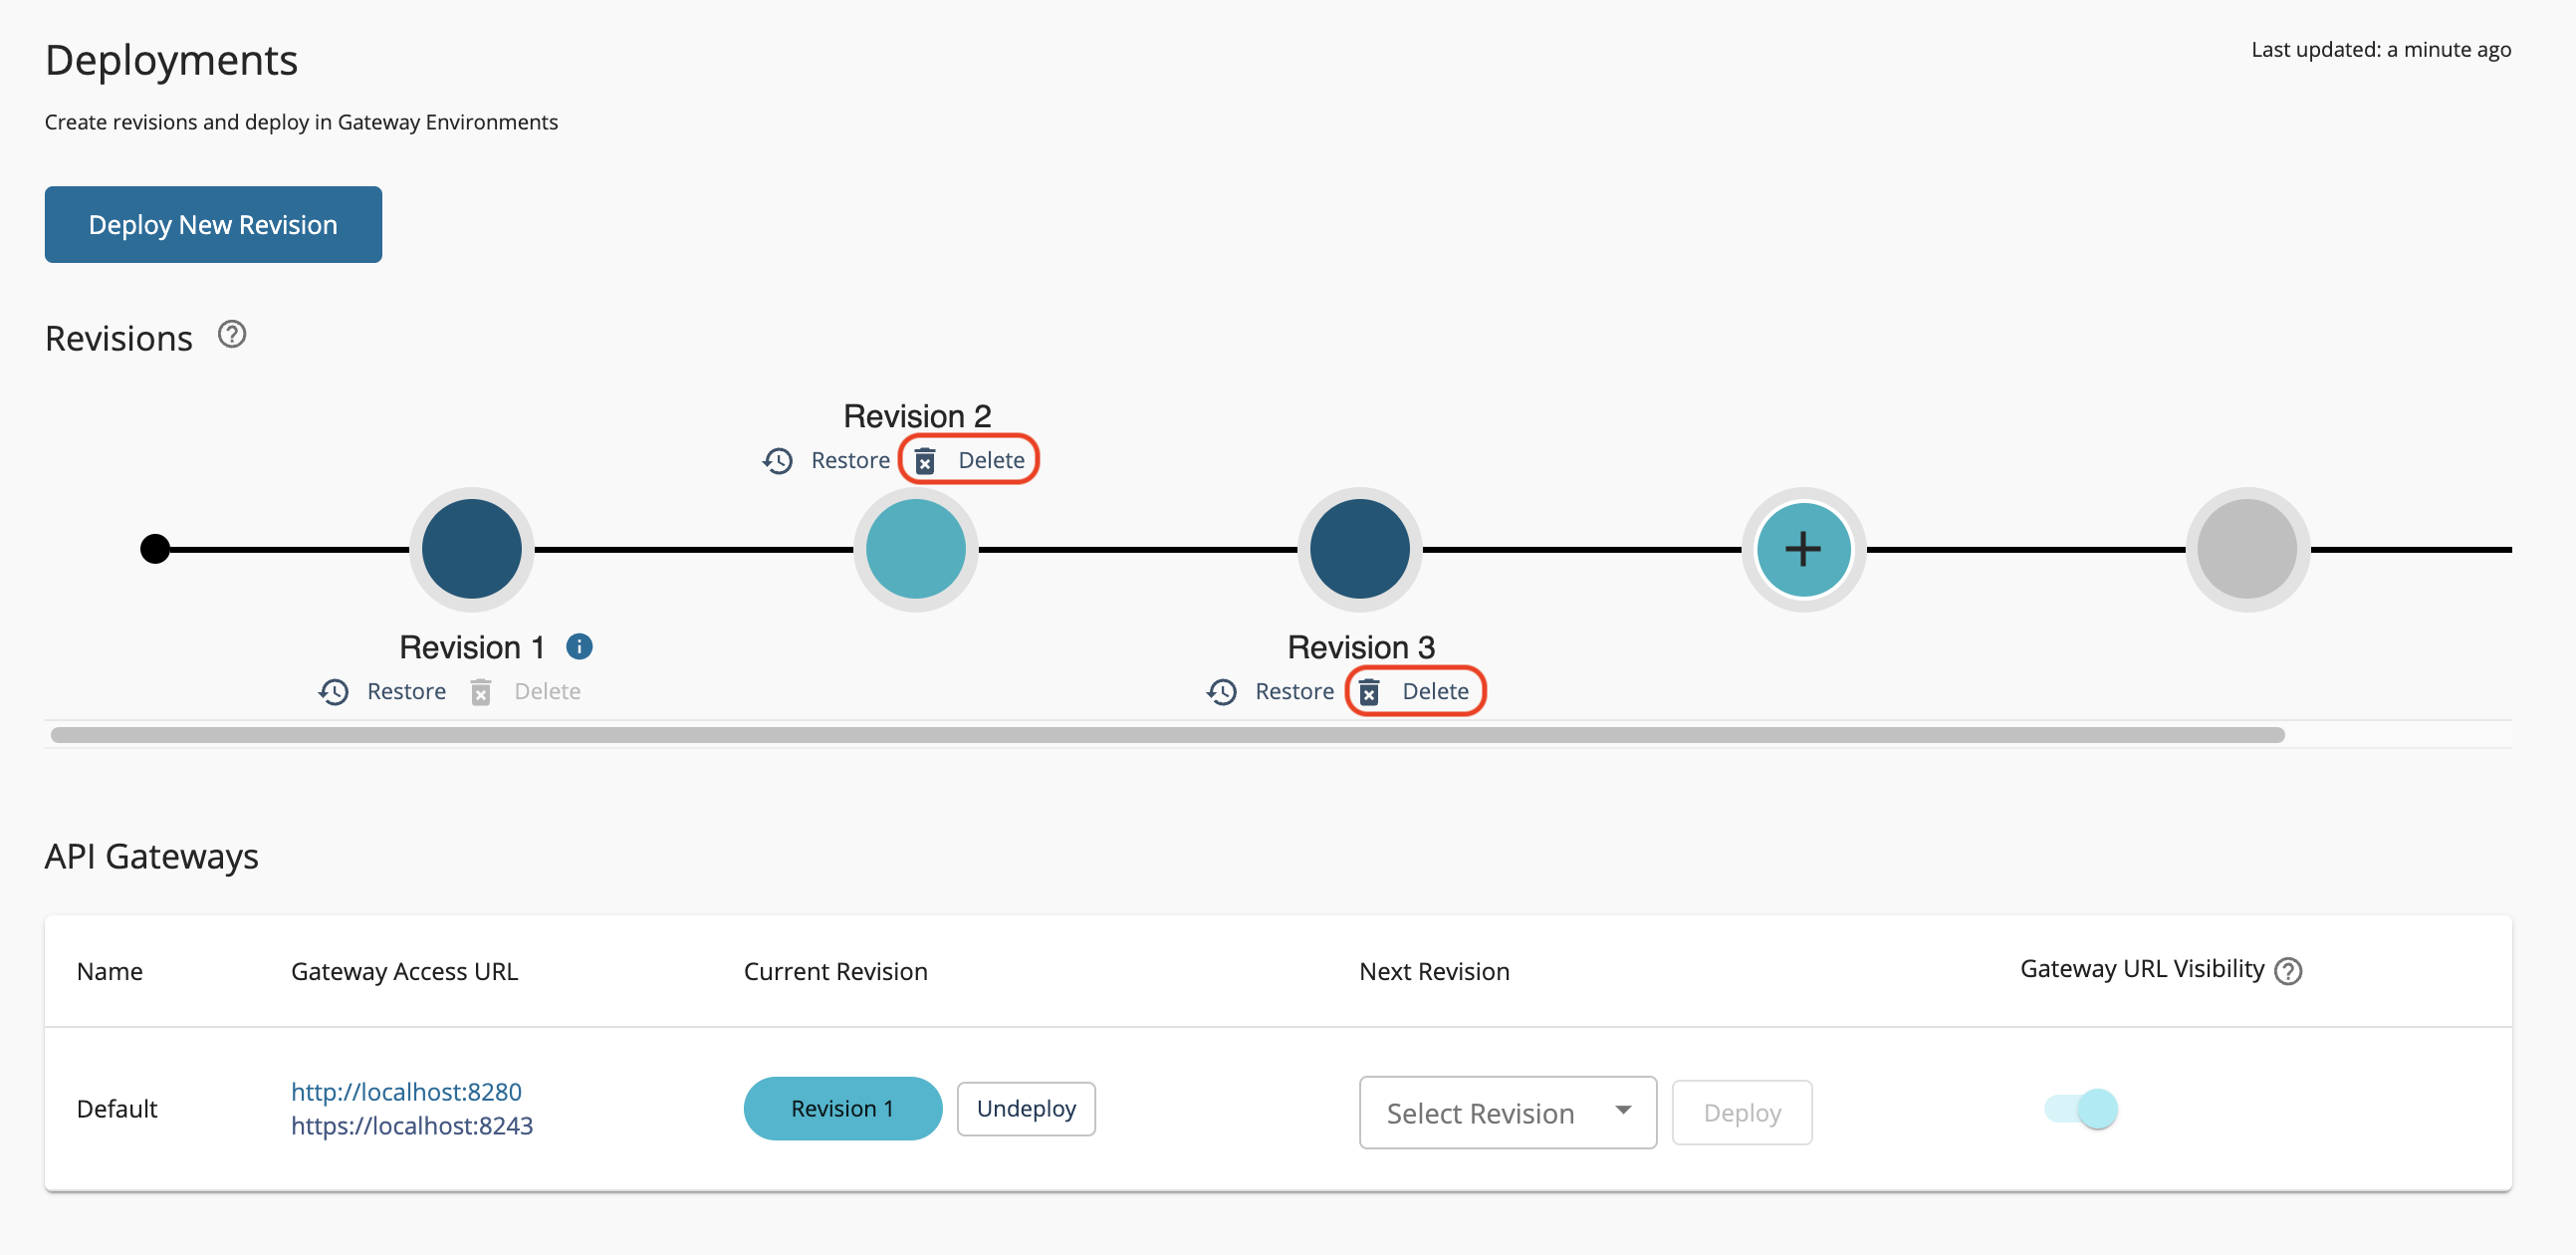 Deployments
Last updated: a minute ago
Create revisions and deploy in Gateway Environments
Deploy New Revision
Revisions
Revision 2
Restore Delete
Revision 1
Restore Delete
Revision 3
Restore Delete
API Gateways
Name Gateway Access URL Current Revision Next Revision Gateway URL Visibility
Default
http://localhost:8280
https://localhost:8243
Revision 1 Undeploy Select Revision Deploy